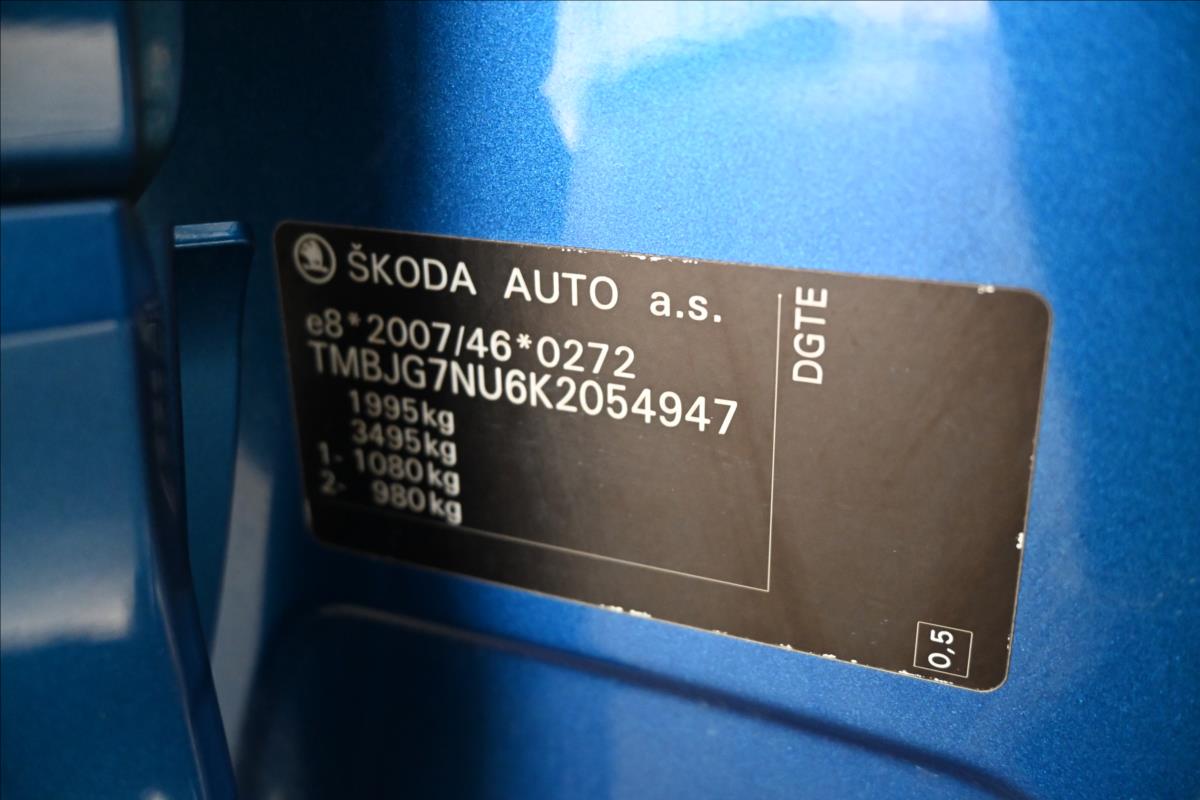 ŠKODA AUTO a.s.
e8*2007/46*0272
TMBJG7NU6K2054947
1995kg
3495kg
1- 1080kg
2- 980kg
DGTE
0,5